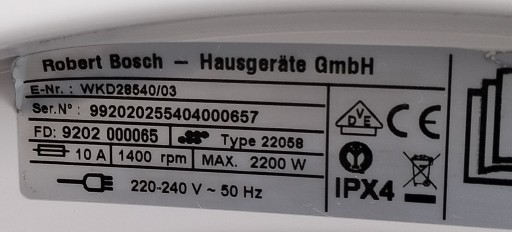 Robert Bosch – Hausgeräte GmbH
E-Nr.: WKD28540/03
Ser.N°: 992020255404000657
FD: 9202 000065 Type 22058
10 A 1400 rpm MAX. 2200 W
220-240 V ~ 50 Hz
VDE CE
IPX4